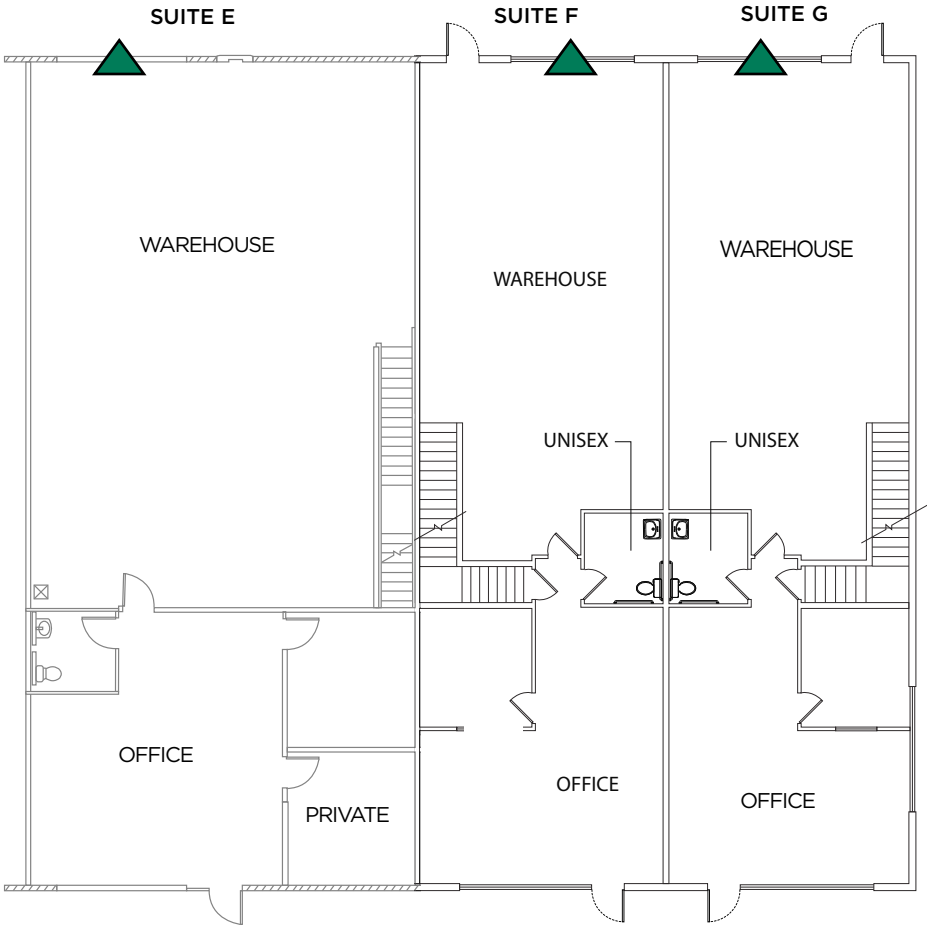 SUITE E
SUITE F
SUITE G
WAREHOUSE
WAREHOUSE
WAREHOUSE
UNISEX
UNISEX
OFFICE
OFFICE
OFFICE
PRIVATE